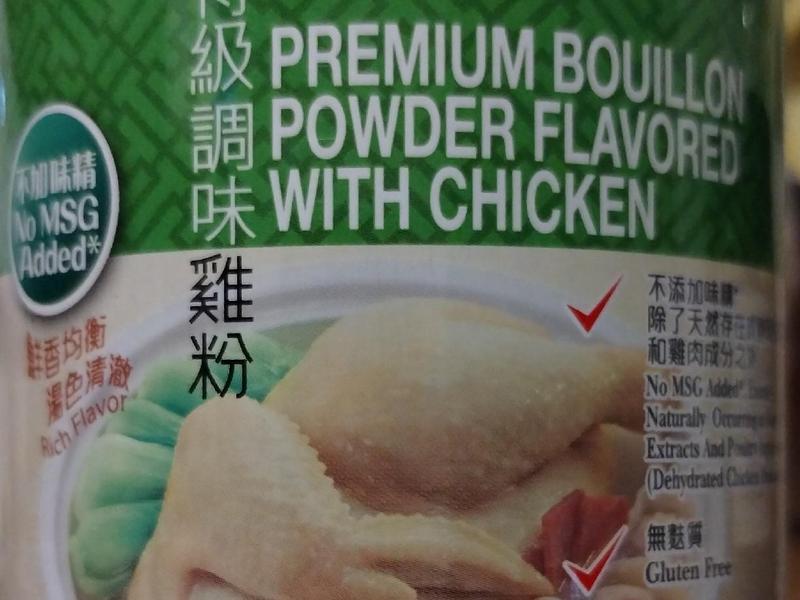 級調味雞粉
PREMIUM BOUILLON
POWDER FLAVORED
WITH CHICKEN
不加味精
No MSG
Added*
鮮香均衡
湯色清澈
Rich Flavor
不添加味精*
除了天然存在
和雞肉成分之
No MSG Added*
Naturally Occurring
Extracts And Poultry
(Dehydrated Chicken
無麩質
Gluten Free